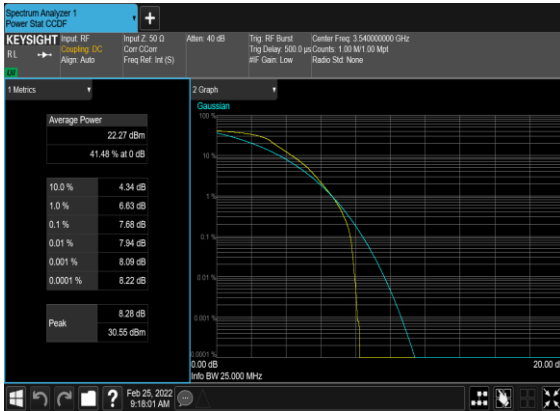 Spectrum Analyzer 1
Power Stat CCDF
+
KEYSIGHT
RL
LXI
Input: RF
Coupling: DC
Align: Auto
Input Z: 50 Ω
Corr CCorr
Freq Ref: Int (S)
Atten: 40 dB
Trig: RF Burst
Trig Delay: 500.0 µs
#IF Gain: Low
Center Freq: 3.540000000 GHz
Counts: 1.00 M/1.00 Mpt
Radio Std: None
1 Metrics
Average Power
22.27 dBm
41.48 % at 0 dB
10.0 % 4.34 dB
1.0 % 6.63 dB
0.1 % 7.68 dB
0.01 % 7.94 dB
0.001 % 8.09 dB
0.0001 % 8.22 dB
Peak
8.28 dB
30.55 dBm
2 Graph
Gaussian
100 %
10 %
1 %
0.1 %
0.01 %
0.001 %
0.0001 %
0.00 dB
20.00 d
Info BW 25.000 MHz
?
Feb 25, 2022
9:18:01 AM